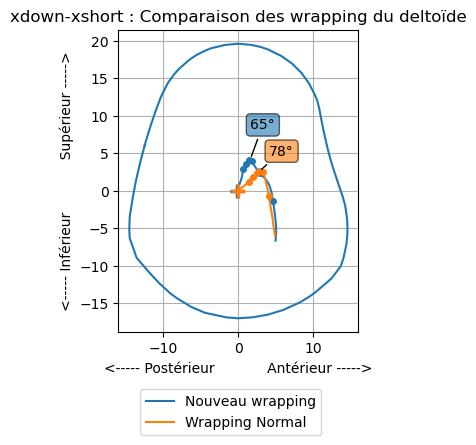 xdown-xshort : Comparaison des wrapping du deltoïde
20
15
10
5
0
−5
−10
−15
<----- Inférieur
Supérieur ----->
65°
78°
−10
0
10
<----- Postérieur
Antérieur ----->
Nouveau wrapping
Wrapping Normal